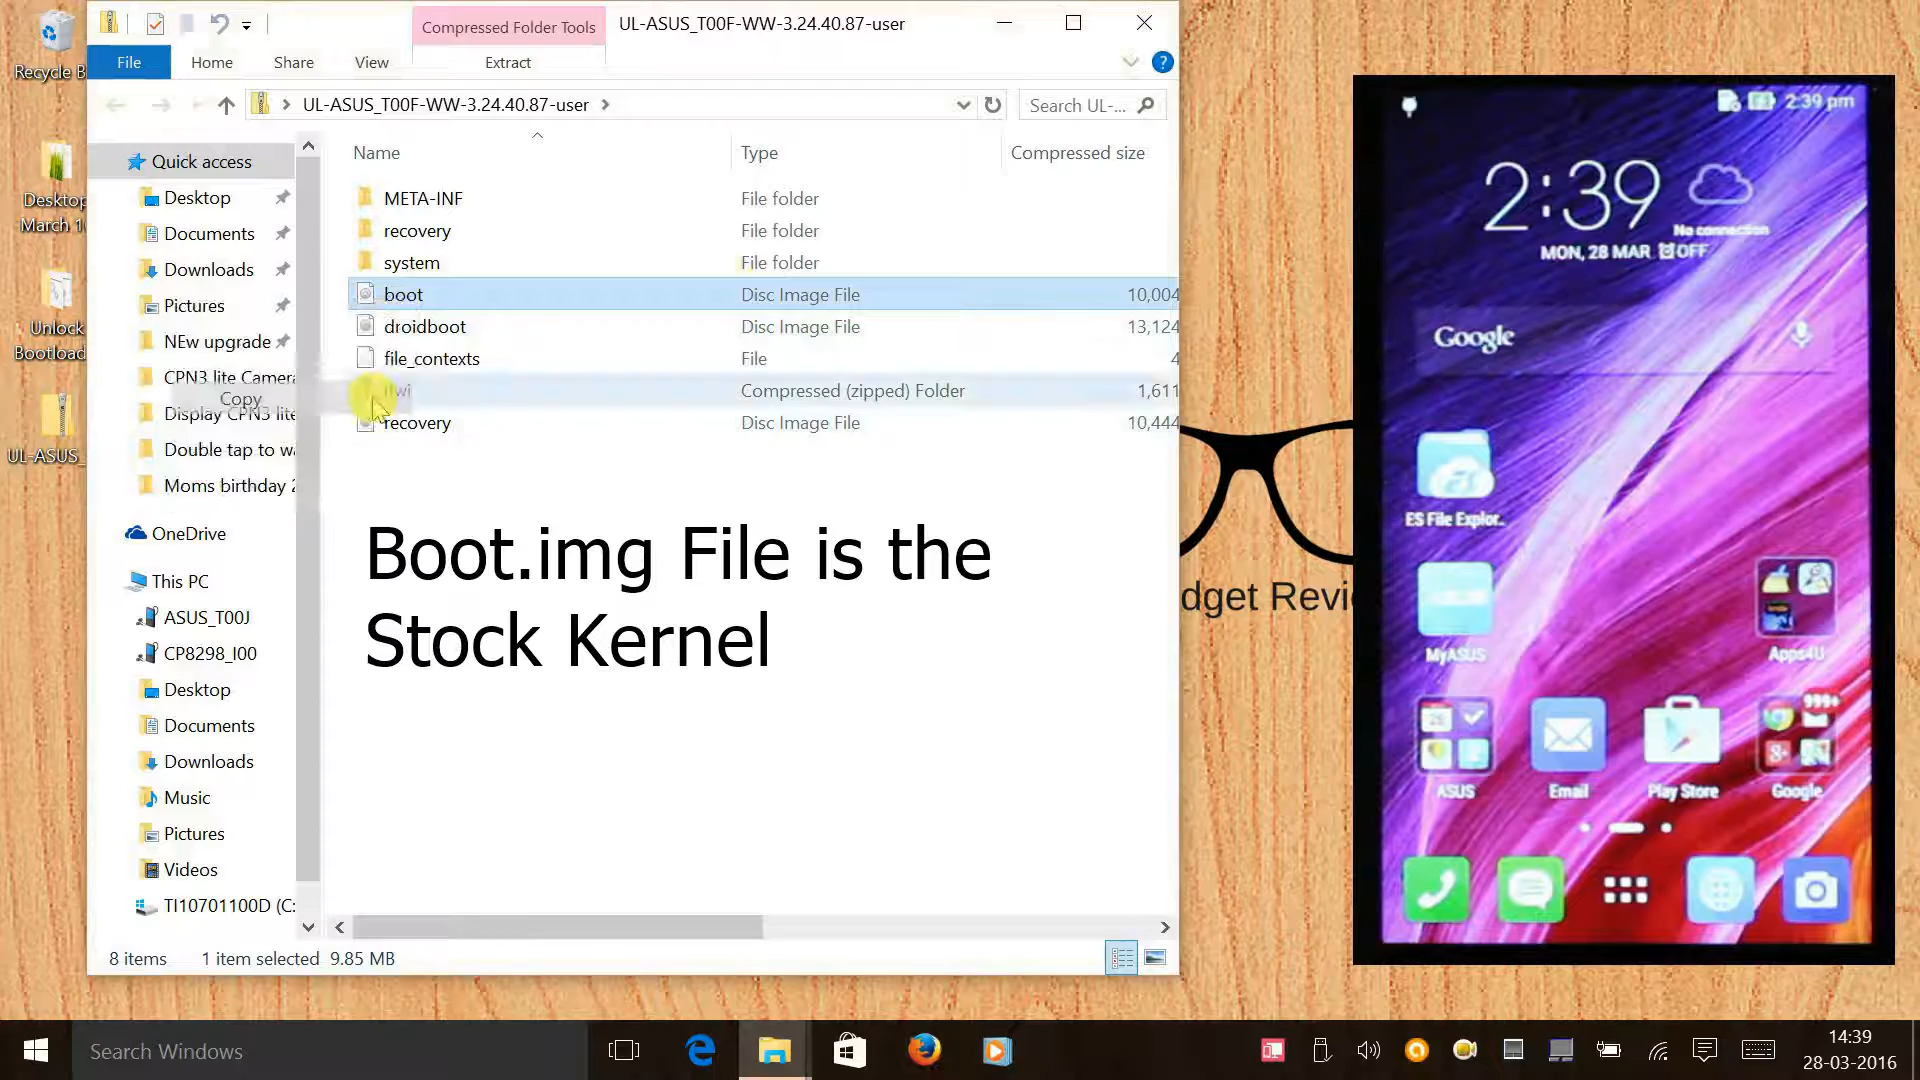 Recycle B
Desktop
March 1
Unlock
Bootload
UL-ASUS_
Compressed Folder Tools
UL-ASUS_T00F-WW-3.24.40.87-user
File
Home
Share
View
Extract
?
UL-ASUS_T00F-WW-3.24.40.87-user
Search UL-...
Quick access
Desktop
Documents
Downloads
Pictures
NEw upgrade
CPN3 lite Camera
Copy
Display CPN3 lite
Double tap to wa
Moms birthday 2
OneDrive
This PC
ASUS_T00J
CP8298_I00
Desktop
Documents
Downloads
Music
Pictures
Videos
TI10701100D (C:
Name Type Compressed size
META-INF File folder
recovery File folder
system File folder
boot Disc Image File 10,004
droidboot Disc Image File 13,124
file_contexts File 4
Compressed (zipped) Folder 1,611
recovery Disc Image File 10,444
Boot.img File is the
Stock Kernel
8 items 1 item selected 9.85 MB
dget Revi
2:39 pm
2:39
No connection
MON, 28 MAR OFF
Google
ES File Explor..
MyASUS
Apps4U
999+
ASUS
Email
Play Store
Google
Search Windows
14:39
28-03-2016